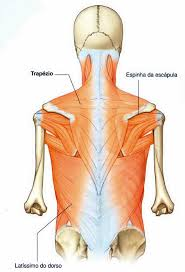 Trapézio
Espinha da escápula
Latíssimo do dorso